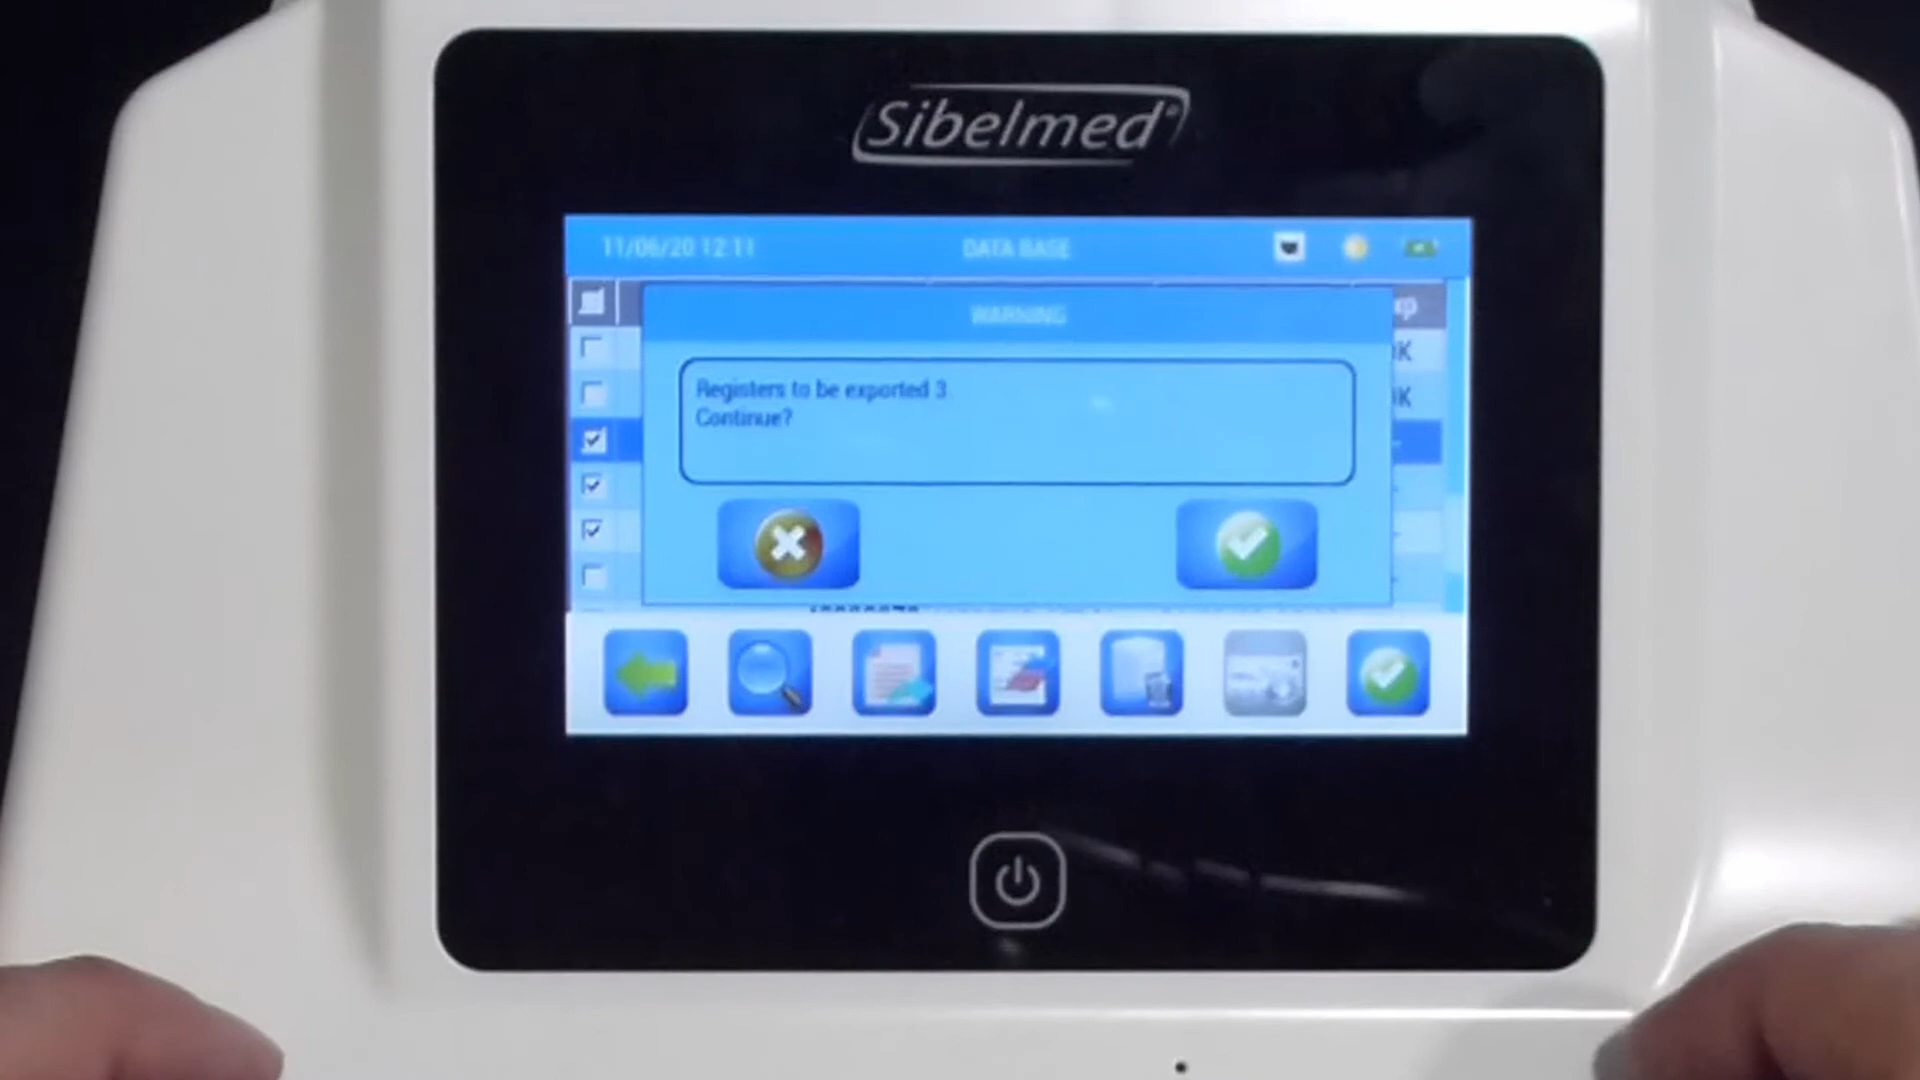 Sibelmed®
11/06/20 12:11 DATA BASE
WARNING
Registers to be exported 3.
Continue?